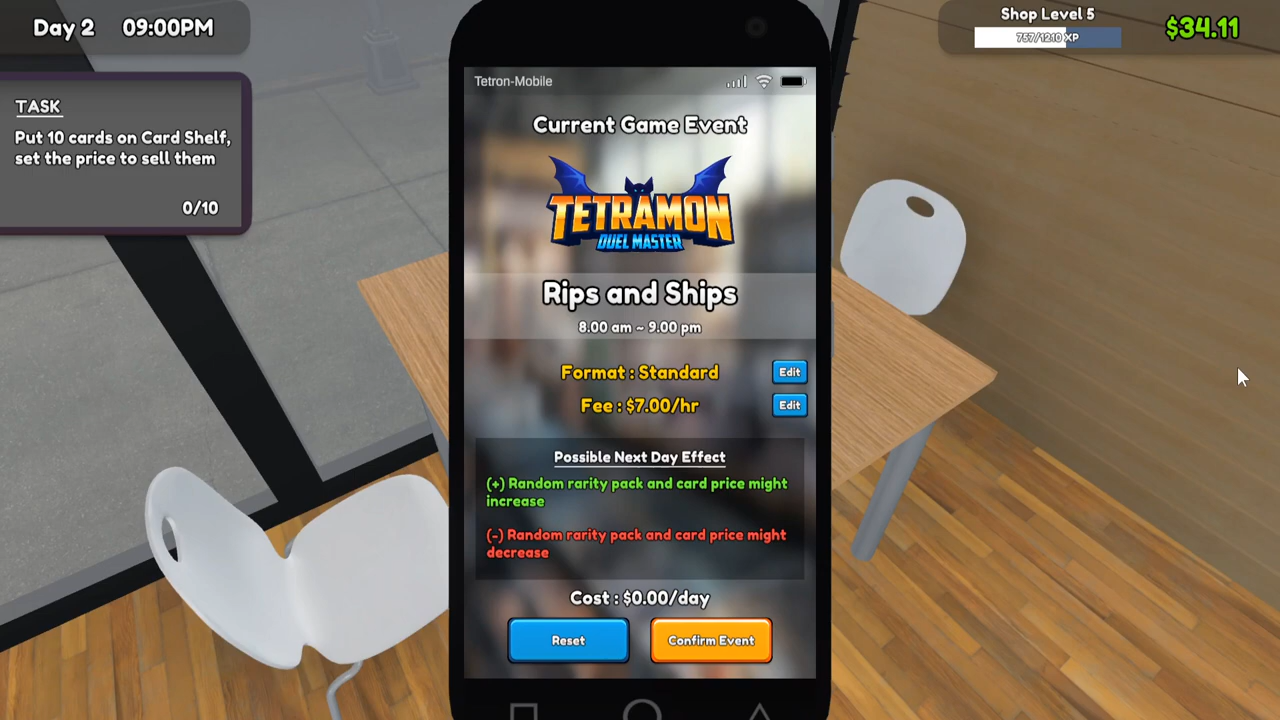 Day 2 09:00PM
Shop Level 5
757/1210 XP
$34.11
TASK
Put 10 cards on Card Shelf,
set the price to sell them
0/10
Tetron-Mobile
Current Game Event
TETRAMON
DUEL MASTER
Rips and Ships
8.00 am ~ 9.00 pm
Format : Standard Edit
Fee : $7.00/hr Edit
Possible Next Day Effect
(+) Random rarity pack and card price might
increase
(-) Random rarity pack and card price might
decrease
Cost : $0.00/day
Reset Confirm Event